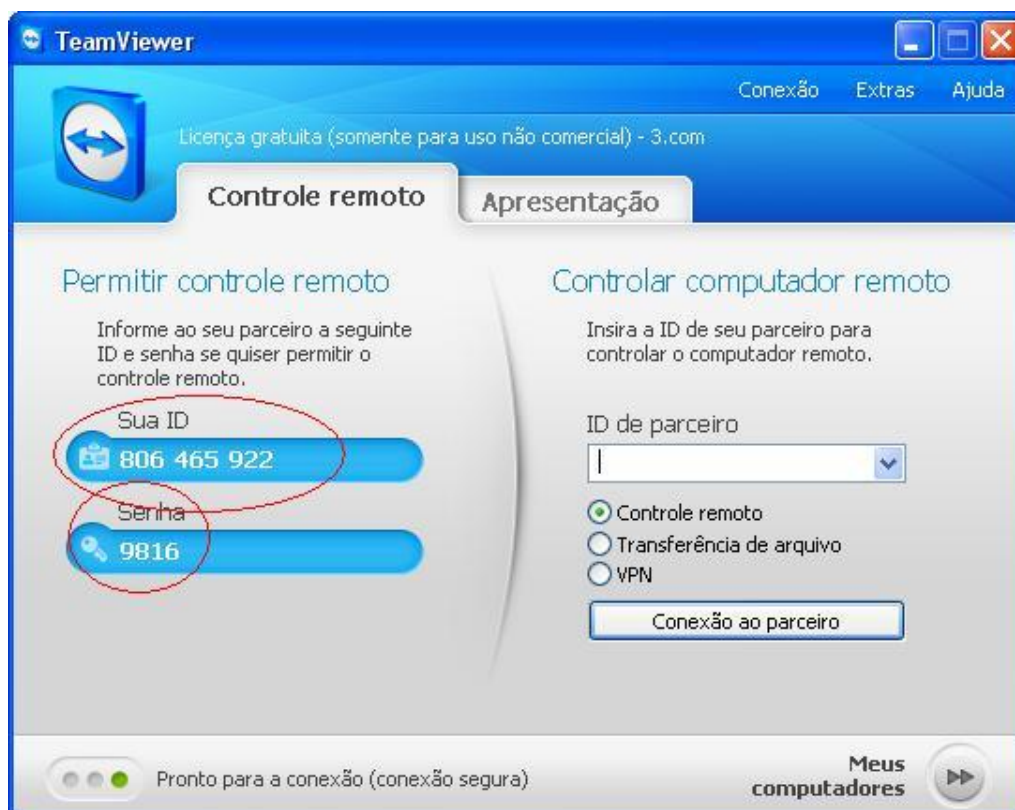 TeamViewer
Conexão Extras Ajuda
Licença gratuita (somente para uso não comercial) - 3.com
Controle remoto
Apresentação
Permitir controle remoto
Informe ao seu parceiro a seguinte
ID e senha se quiser permitir o
controle remoto.
Sua ID
806 465 922
Senha
9816
Controlar computador remoto
Insira a ID de seu parceiro para
controlar o computador remoto.
ID de parceiro
Controle remoto
Transferência de arquivo
VPN
Conexão ao parceiro
Pronto para a conexão (conexão segura)
Meus
computadores